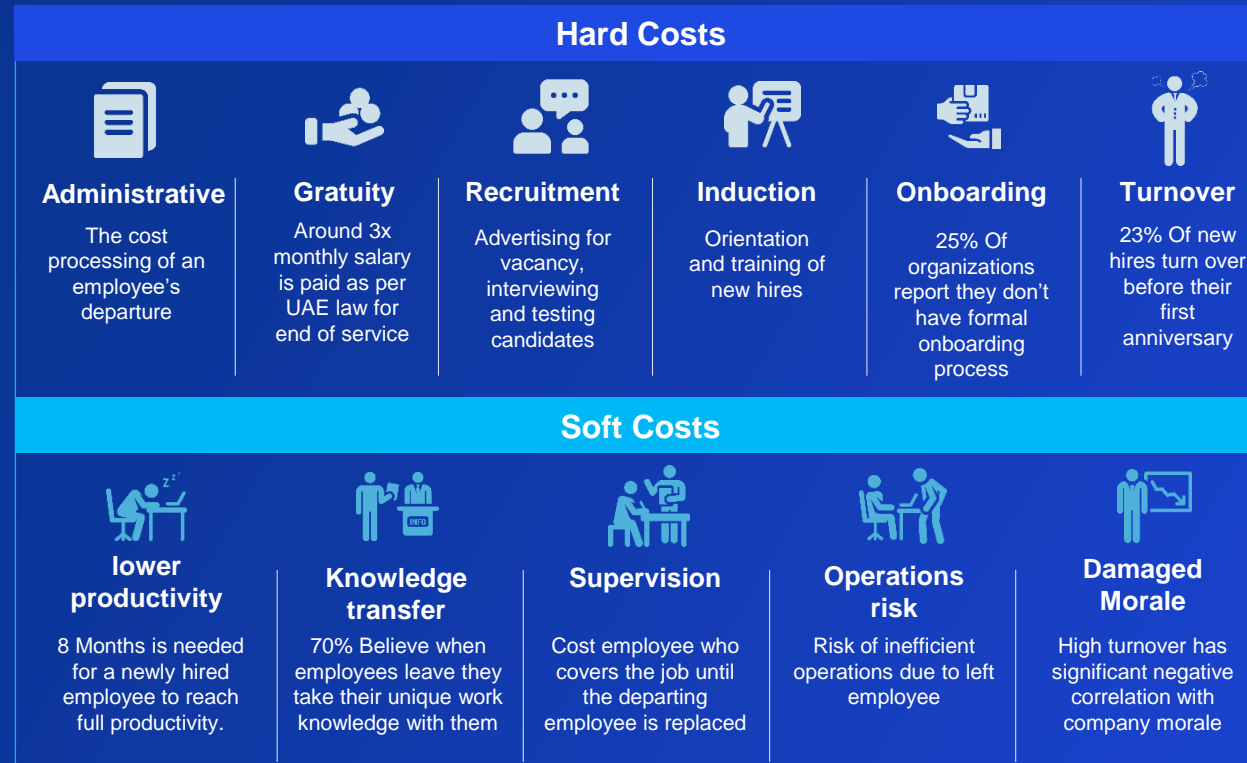 Hard Costs
Administrative
The cost
processing of an
employee's
departure
Gratuity
Around 3x
monthly salary
is paid as per
UAE law for
end of service
Recruitment
Advertising for
vacancy,
interviewing
and testing
candidates
Induction
Orientation
and training of
new hires
Onboarding
25% Of
organizations
report they don't
have formal
onboarding
process
Turnover
23% Of new
hires turn over
before their
first
anniversary
Soft Costs
z z z
lower
productivity
8 Months is needed
for a newly hired
employee to reach
full productivity.
INFO
Knowledge
transfer
70% Believe when
employees leave they
take their unique work
knowledge with them
Supervision
Cost employee who
covers the job until
the departing
employee is replaced
Operations
risk
Risk of inefficient
operations due to left
employee
Damaged
Morale
High turnover has
significant negative
correlation with
company morale